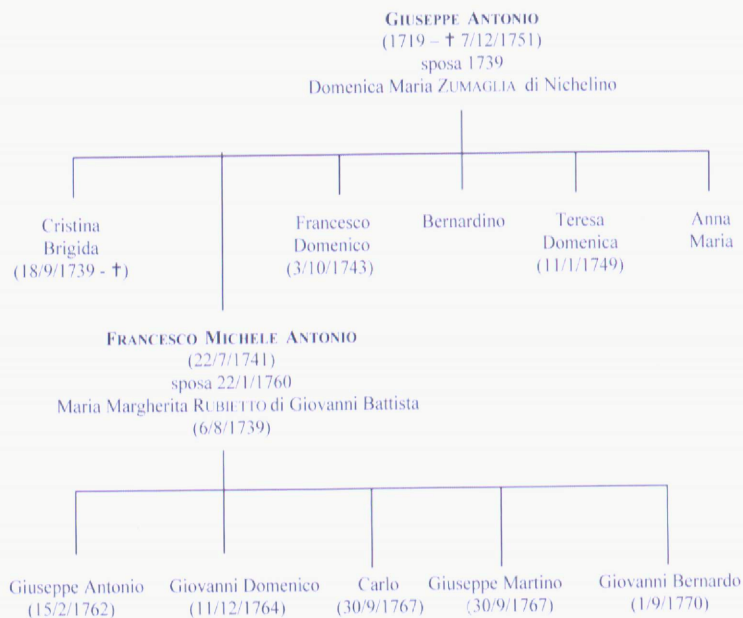 GIUSEPPE ANTONIO
(1719 – † 7/12/1751)
sposa 1739
Domenica Maria ZUMAGLIA di Nichelino
Cristina
Brigida
(18/9/1739 - †)
Francesco
Domenico
(3/10/1743)
Bernardino
Teresa
Domenica
(11/1/1749)
Anna
Maria
FRANCESCO MICHELE ANTONIO
(22/7/1741)
sposa 22/1/1760
Maria Margherita RUBIETTO di Giovanni Battista
(6/8/1739)
Giuseppe Antonio
(15/2/1762)
Giovanni Domenico
(11/12/1764)
Carlo
(30/9/1767)
Giuseppe Martino
(30/9/1767)
Giovanni Bernardo
(1/9/1770)